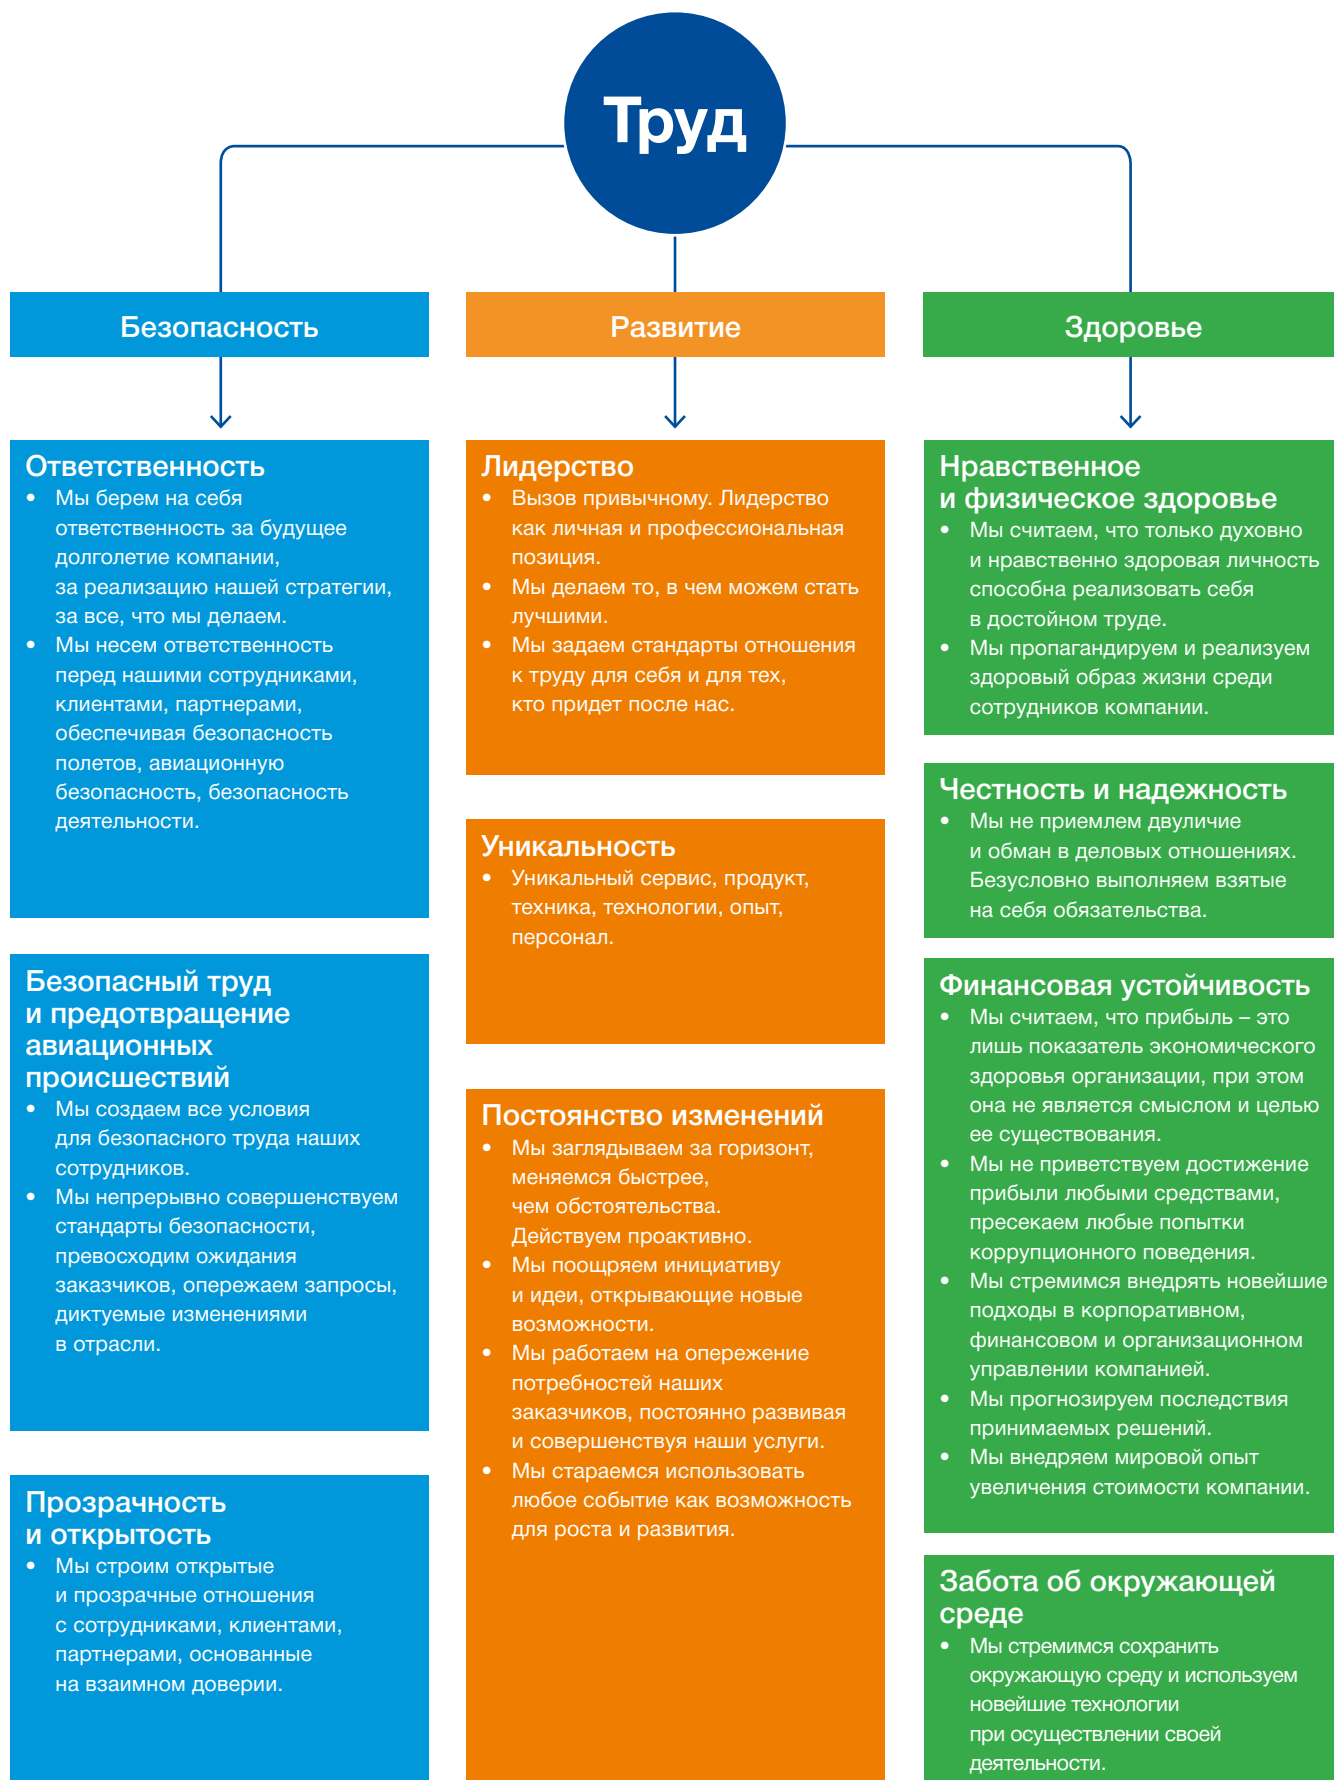 Труд
Безопасность
Ответственность
• Мы берем на себя
ответственность за будущее
долголетие компании,
за реализацию нашей стратегии,
за все, что мы делаем.
• Мы несем ответственность
перед нашими сотрудниками,
клиентами, партнерами,
обеспечивая безопасность
полетов, авиационную
безопасность, безопасность
деятельности.
Безопасный труд
и предотвращение
авиационных
происшествий
• Мы создаем все условия
для безопасного труда наших
сотрудников.
• Мы непрерывно совершенствуем
стандарты безопасности,
превосходим ожидания
заказчиков, опережаем запросы,
диктуемые изменениями
в отрасли.
Прозрачность
и открытость
• Мы строим открытые
и прозрачные отношения
с сотрудниками, клиентами,
партнерами, основанные
на взаимном доверии.
Развитие
Лидерство
• Вызов привычному. Лидерство
как личная и профессиональная
позиция.
• Мы делаем то, в чем можем стать
лучшими.
• Мы задаем стандарты отношения
к труду для себя и для тех,
кто придет после нас.
Уникальность
• Уникальный сервис, продукт,
техника, технологии, опыт,
персонал.
Постоянство изменений
• Мы заглядываем за горизонт,
меняемся быстрее,
чем обстоятельства.
Действуем проактивно.
• Мы поощряем инициативу
и идеи, открывающие новые
возможности.
• Мы работаем на опережение
потребностей наших
заказчиков, постоянно развивая
и совершенствуя наши услуги.
• Мы стараемся использовать
любое событие как возможность
для роста и развития.
Здоровье
Нравственное
и физическое здоровье
• Мы считаем, что только духовно
и нравственно здоровая личность
способна реализовать себя
в достойном труде.
• Мы пропагандируем и реализуем
здоровый образ жизни среди
сотрудников компании.
Честность и надежность
• Мы не приемлем двуличие
и обман в деловых отношениях.
Безусловно выполняем взятые
на себя обязательства.
Финансовая устойчивость
• Мы считаем, что прибыль – это
лишь показатель экономического
здоровья организации, при этом
она не является смыслом и целью
ее существования.
• Мы не приветствуем достижение
прибыли любыми средствами,
пресекаем любые попытки
коррупционного поведения.
• Мы стремимся внедрять новейшие
подходы в корпоративном,
финансовом и организационном
управлении компанией.
• Мы прогнозируем последствия
принимаемых решений.
• Мы внедряем мировой опыт
увеличения стоимости компании.
Забота об окружающей
среде
• Мы стремимся сохранить
окружающую среду и используем
новейшие технологии
при осуществлении своей
деятельности.